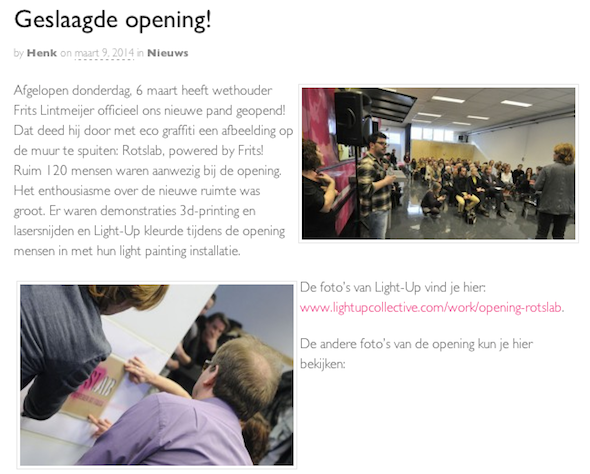 Geslaagde opening!
by Henk on maart 9, 2014 in Nieuws
Afgelopen donderdag, 6 maart heeft wethouder
Frits Lintmeijer officieel ons nieuwe pand geopend!
Dat deed hij door met eco graffiti een afbeelding op
de muur te spuiten: Rotslab, powered by Frits!
Ruim 120 mensen waren aanwezig bij de opening.
Het enthousiasme over de nieuwe ruimte was
groot. Er waren demonstraties 3d-printing en
lasersnijden en Light-Up kleurde tijdens de opening
mensen in met hun light painting installatie.
De foto's van Light-Up vind je hier:
www.lightupcollective.com/work/opening-rotslab.
De andere foto's van de opening kun je hier
bekijken: